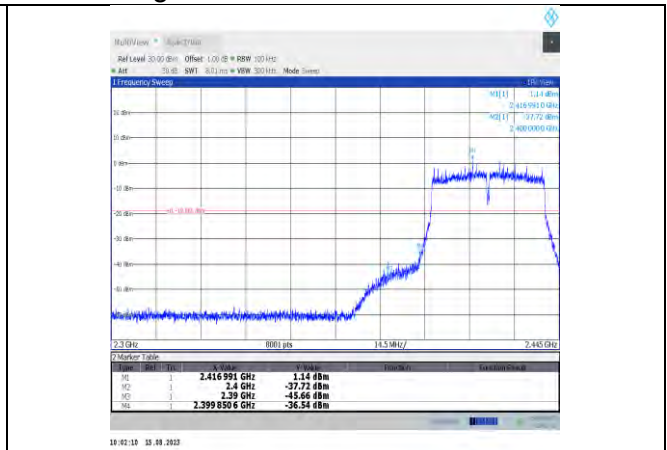 MultiView Spectrum
Ref Level 30.00 dBm Offset 1.00 dB RBW 100 kHz
Att 30 dB SWT 8.01 ms VBW 300 kHz Mode Sweep
1 Frequency Sweep 1Pk View
M1[1] 1.14 dBm
2.416 991 0 GHz
M2[1] -37.72 dBm
2.400 000 0 GHz
20 dBm
10 dBm
0 dBm
-10 dBm
-20 dBm
-30 dBm
-40 dBm
-50 dBm
M1
2.3 GHz 8001 pts 14.5 MHz/ 2.445 GHz
2 Marker Table
Type Ref Trc X-Value Y-Value Function Function Result
M1 1 2.416 991 GHz 1.14 dBm
M2 1 2.4 GHz -37.72 dBm
M3 1 2.39 GHz -45.66 dBm
M4 1 2.399 850 6 GHz -36.54 dBm
10:02:10 15.08.2023